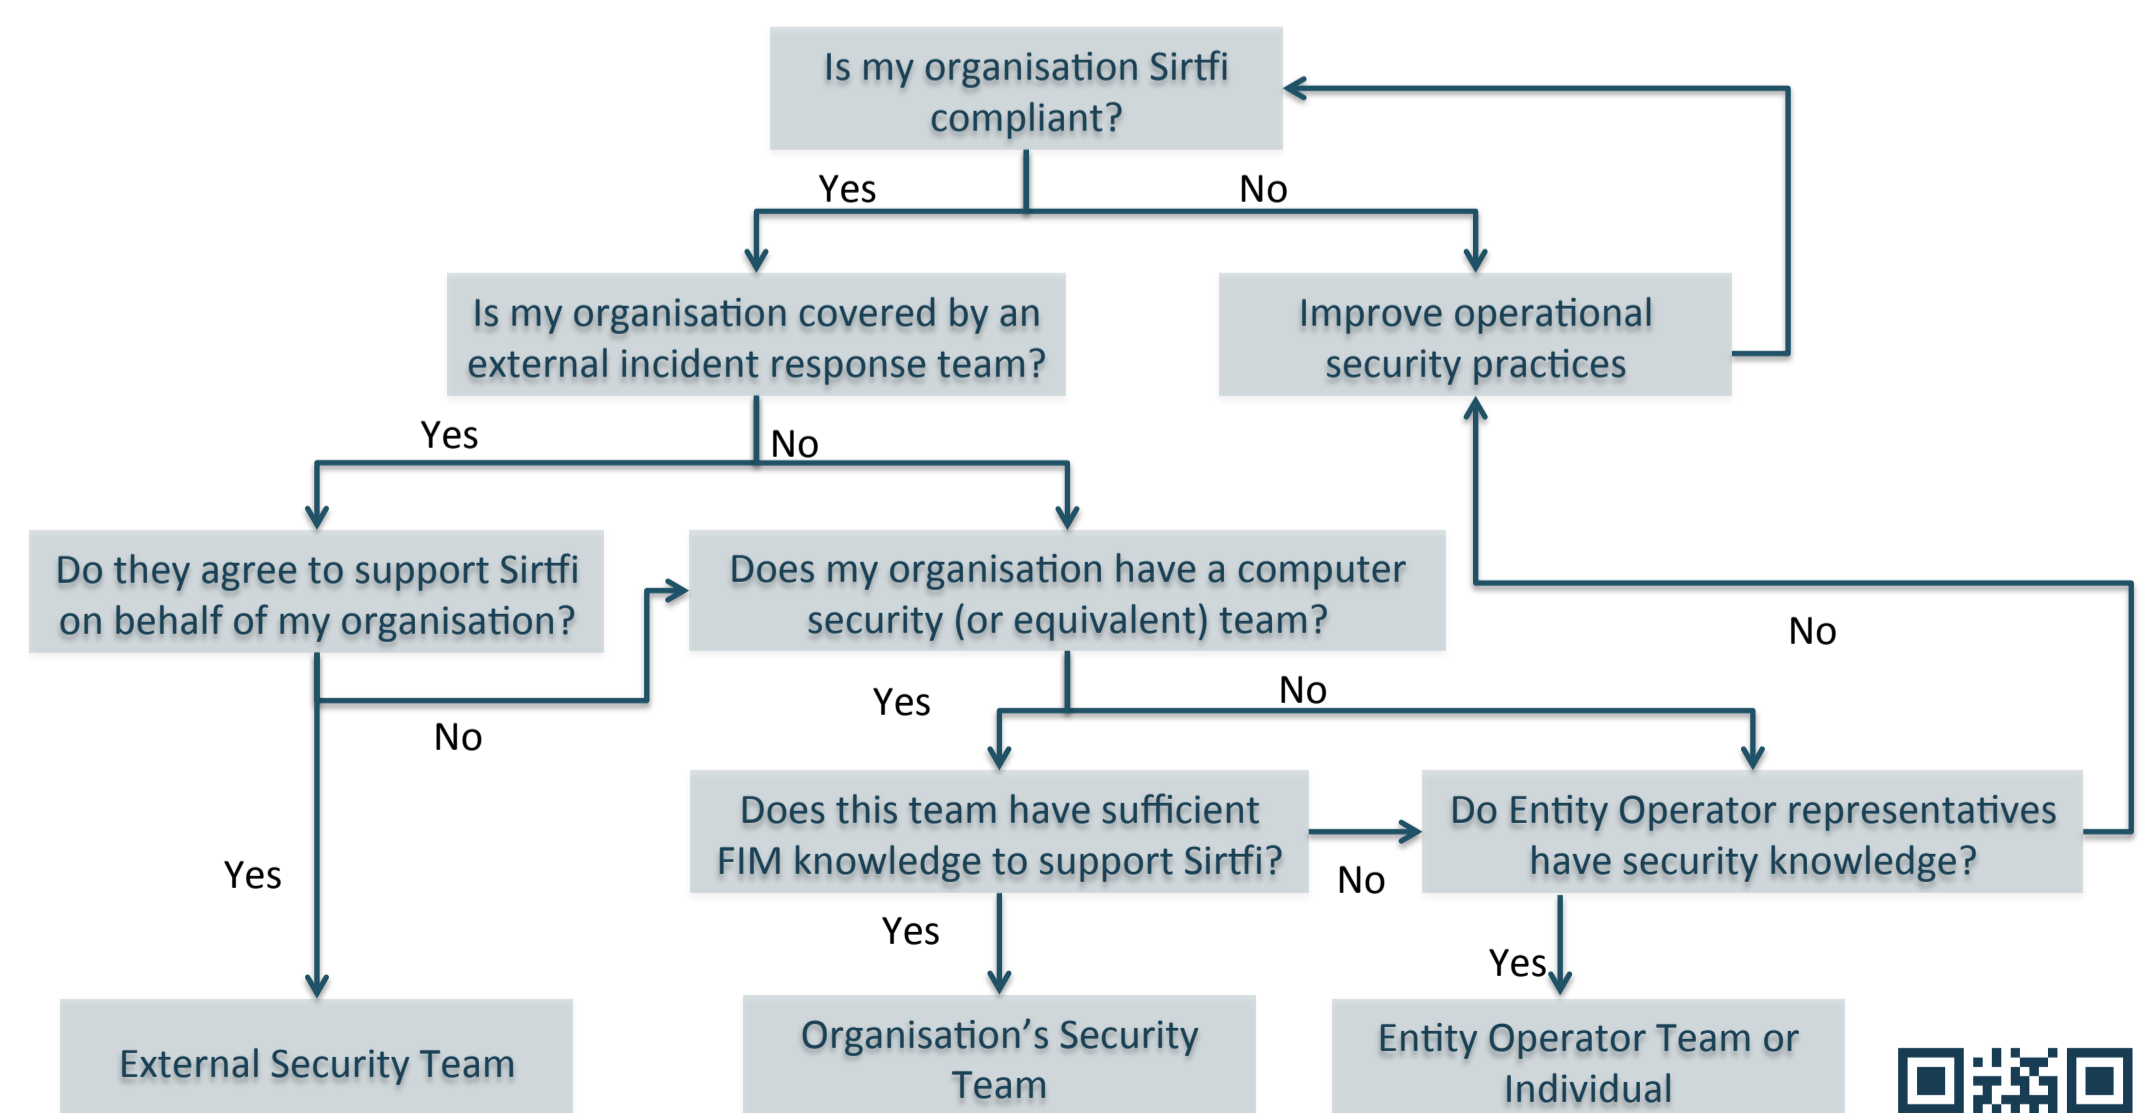 Is my organisation Sirtfi
compliant?
Yes
No
Is my organisation covered by an
external incident response team?
Improve operational
security practices
Yes
No
Do they agree to support Sirtfi
on behalf of my organisation?
Does my organisation have a computer
security (or equivalent) team?
No
Yes
No
No
Does this team have sufficient
FIM knowledge to support Sirtfi?
Do Entity Operator representatives
have security knowledge?
Yes
No
Yes
Yes
External Security Team
Organisation’s Security
Team
Entity Operator Team or
Individual